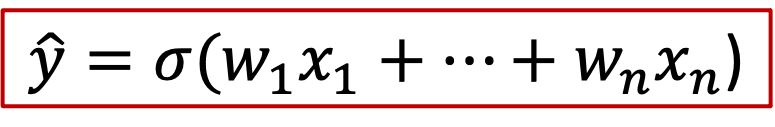 ŷ = σ(w₁x₁ + ⋯ + wₙxₙ)